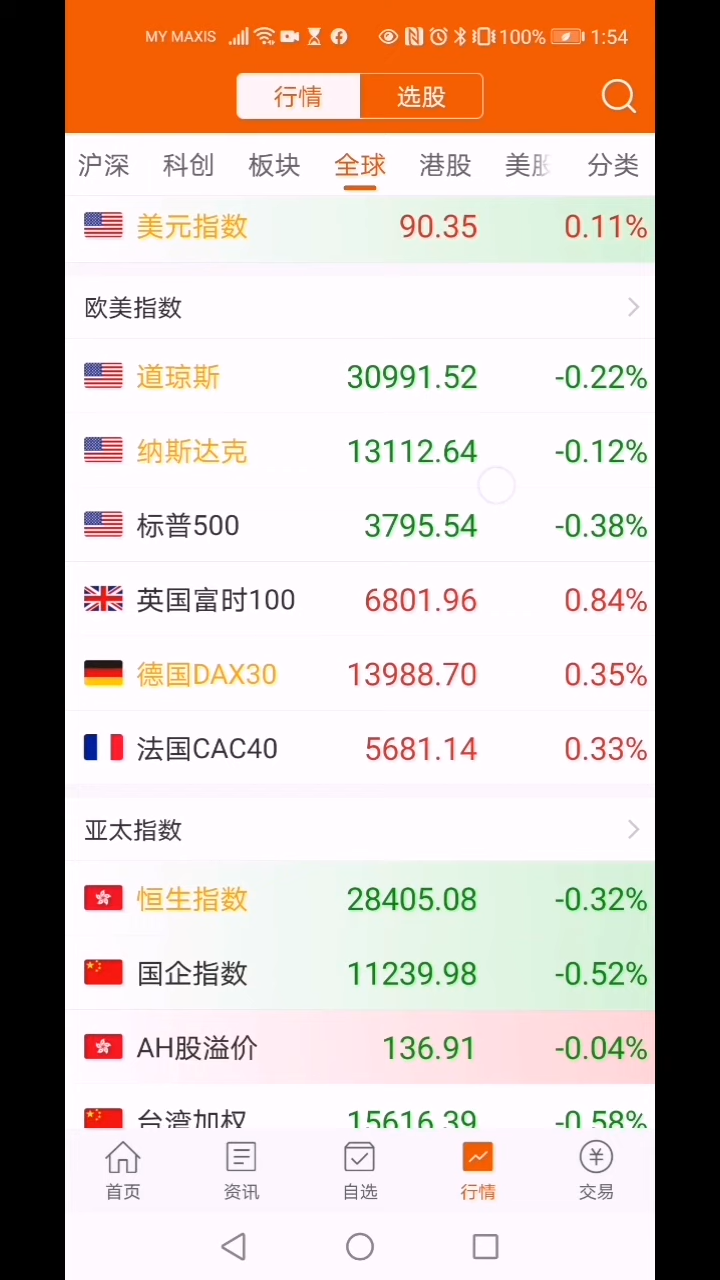 MY MAXIS 100% 1:54
行情 选股
沪深 科创 板块 全球 港股 美股 分类
美元指数 90.35 0.11%
欧美指数
道琼斯 30991.52 -0.22%
纳斯达克 13112.64 -0.12%
标普500 3795.54 -0.38%
英国富时100 6801.96 0.84%
德国DAX30 13988.70 0.35%
法国CAC40 5681.14 0.33%
亚太指数
恒生指数 28405.08 -0.32%
国企指数 11239.98 -0.52%
AH股溢价 136.91 -0.04%
台湾加权 15616.39 -0.58%
首页 资讯 自选 行情 交易